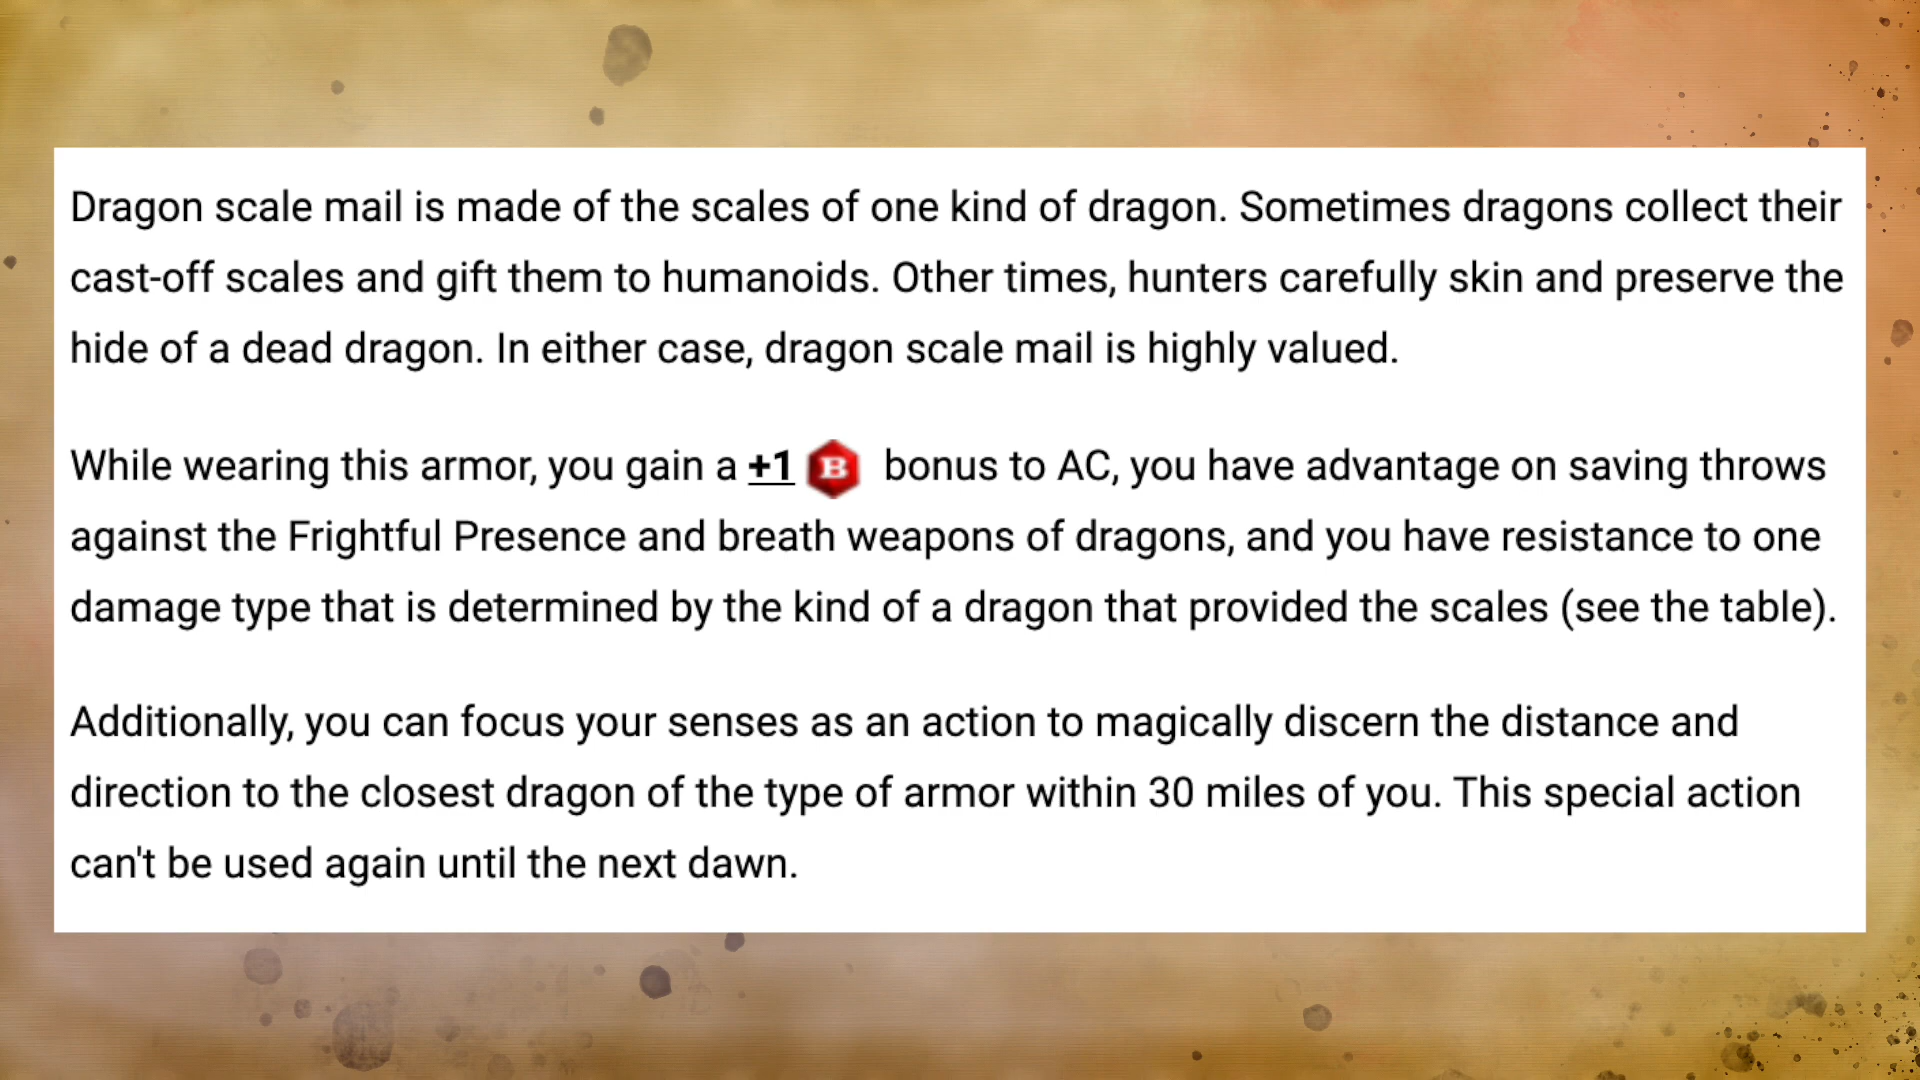 Dragon scale mail is made of the scales of one kind of dragon. Sometimes dragons collect their
cast-off scales and gift them to humanoids. Other times, hunters carefully skin and preserve the
hide of a dead dragon. In either case, dragon scale mail is highly valued.
While wearing this armor, you gain a +1 B bonus to AC, you have advantage on saving throws
against the Frightful Presence and breath weapons of dragons, and you have resistance to one
damage type that is determined by the kind of a dragon that provided the scales (see the table).
Additionally, you can focus your senses as an action to magically discern the distance and
direction to the closest dragon of the type of armor within 30 miles of you. This special action
can't be used again until the next dawn.